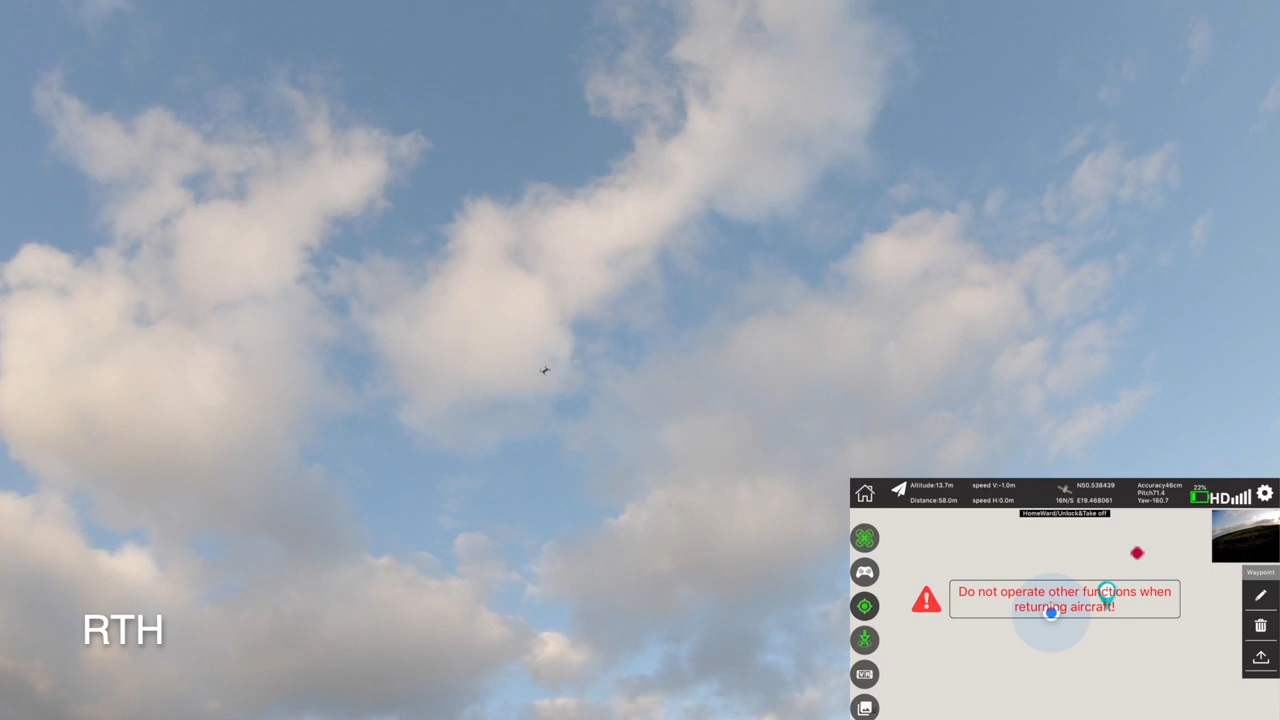 Altitude:13.7m speed V:-1.0m N50.538439 Accuracy46cm 22%
Pitch71.4
Distance:58.0m speed H:0.0m 16N/S E19.468061 Yaw-160.7 HD
HomeWard/Unlock&Take off
Waypoint
Do not operate other functions when
returning aircraft!
RTH
VR